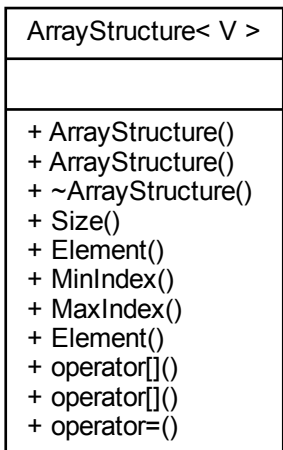 ArrayStructure< V >
+ ArrayStructure()
+ ArrayStructure()
+ ~ArrayStructure()
+ Size()
+ Element()
+ MinIndex()
+ MaxIndex()
+ Element()
+ operator[]()
+ operator[]()
+ operator=()